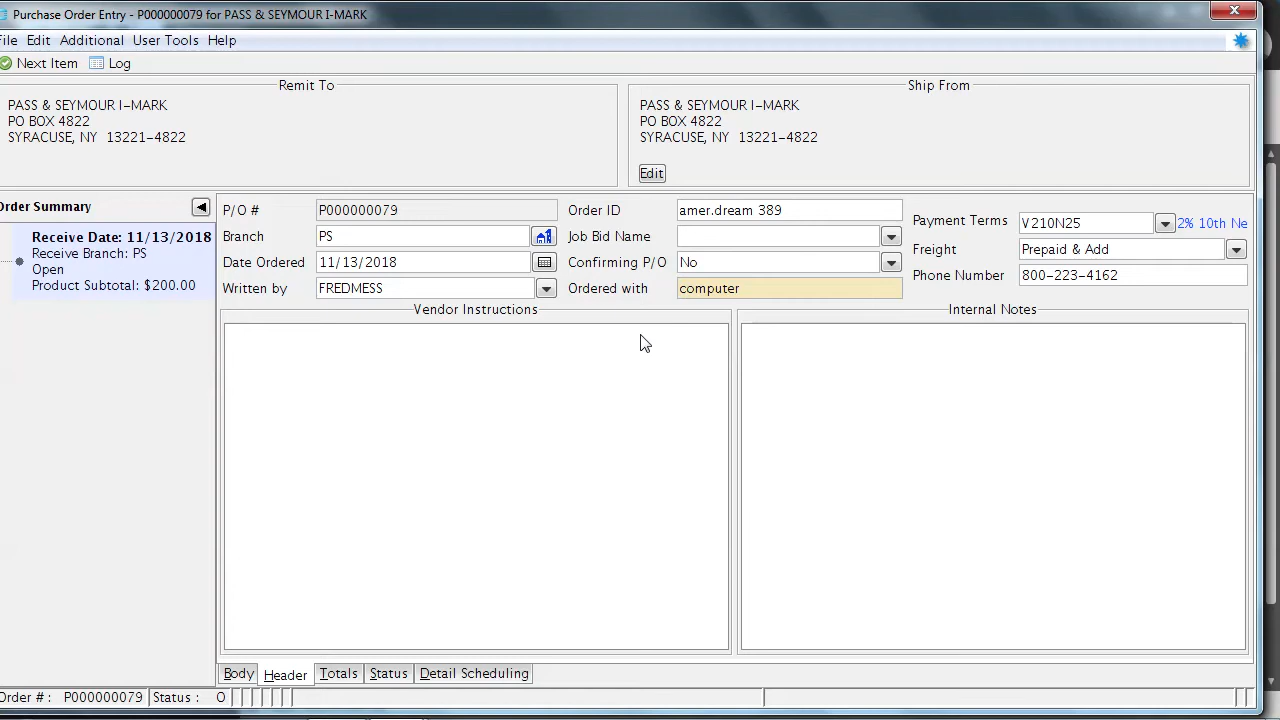 Purchase Order Entry - P000000079 for PASS & SEYMOUR I-MARK
File Edit Additional User Tools Help
Next Item Log
Remit To
PASS & SEYMOUR I-MARK
PO BOX 4822
SYRACUSE, NY 13221-4822
Ship From
PASS & SEYMOUR I-MARK
PO BOX 4822
SYRACUSE, NY 13221-4822
Edit
Order Summary
Receive Date: 11/13/2018
Receive Branch: PS
Open
Product Subtotal: $200.00
P/O # P000000079
Branch PS
Date Ordered 11/13/2018
Written by FREDMESS
Order ID amer.dream 389
Job Bid Name
Confirming P/O No
Ordered with computer
Payment Terms V210N25 2% 10th Ne
Freight Prepaid & Add
Phone Number 800-223-4162
Vendor Instructions
Internal Notes
Body Header Totals Status Detail Scheduling
Order # : P000000079 Status : O